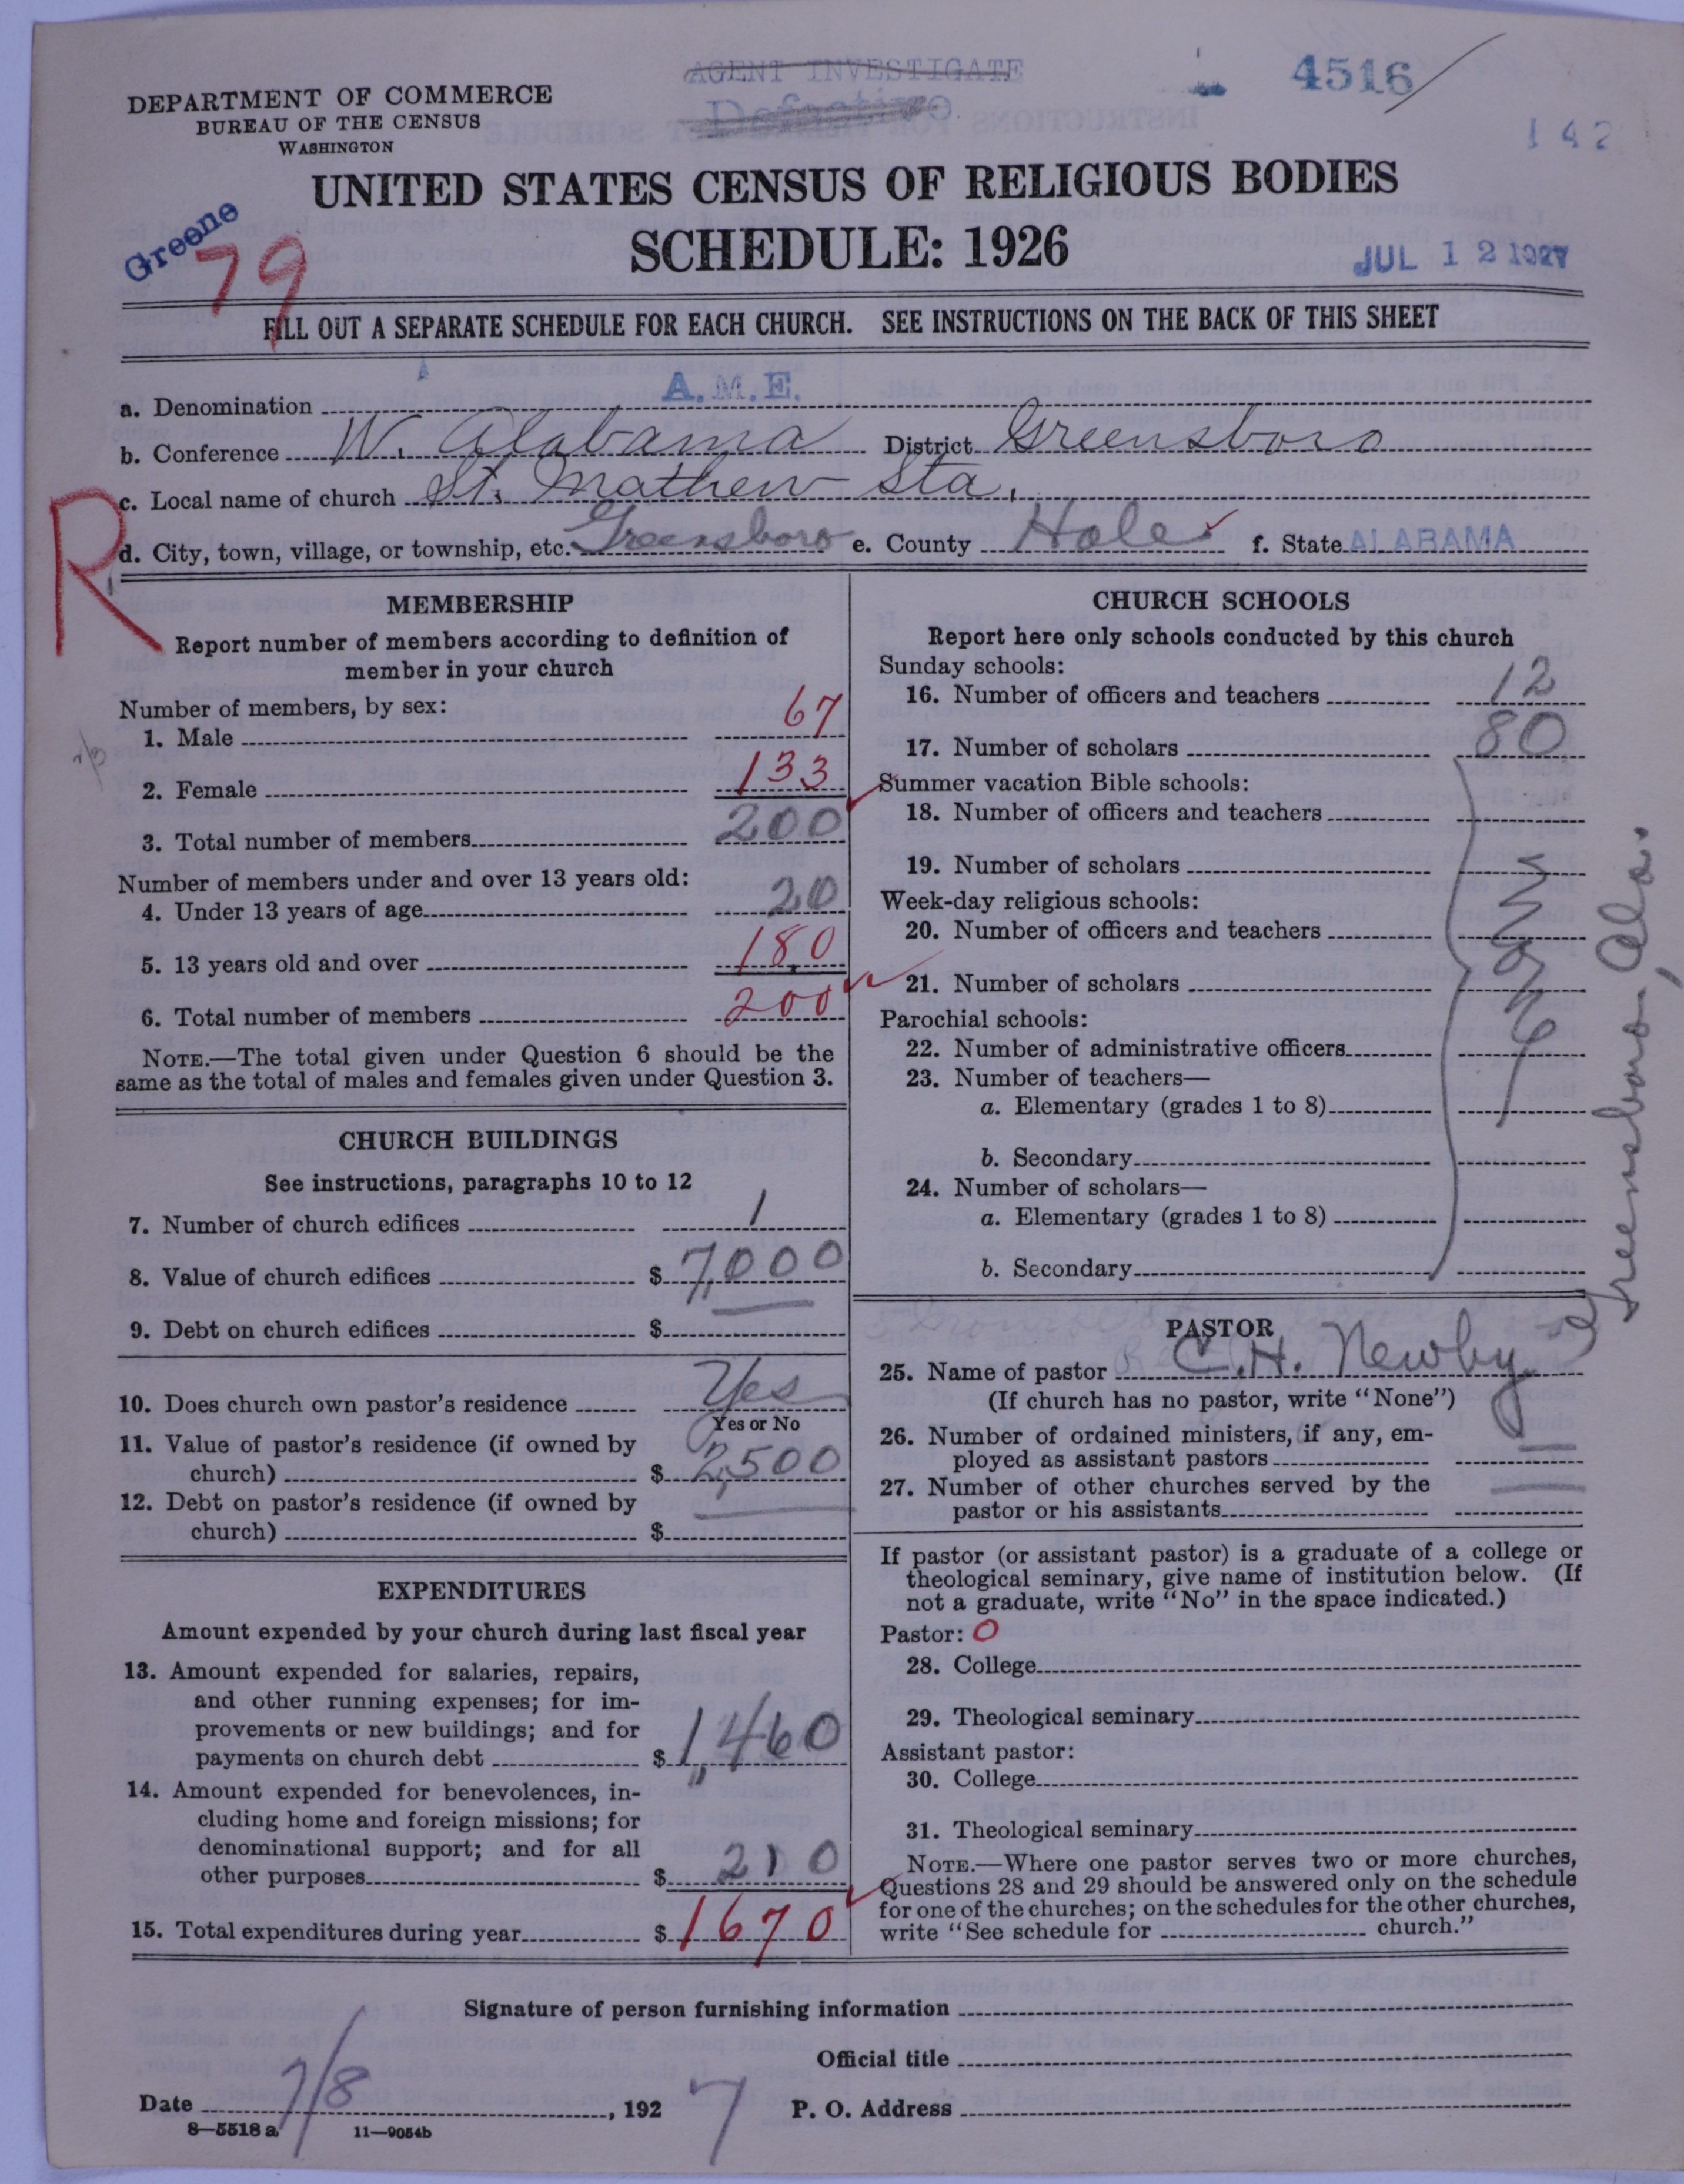 AGENT INVESTIGATE
Defective
4516
142
DEPARTMENT OF COMMERCE
BUREAU OF THE CENSUS
WASHINGTON
UNITED STATES CENSUS OF RELIGIOUS BODIES
SCHEDULE: 1926
Greene
79
JUL 12 1927
FILL OUT A SEPARATE SCHEDULE FOR EACH CHURCH. SEE INSTRUCTIONS ON THE BACK OF THIS SHEET
a. Denomination A.M.E.
b. Conference W. Alabama District Greensboro
c. Local name of church St. Mathew Sta.
R
d. City, town, village, or township, etc. Greensboro e. County Hale f. State ALABAMA
MEMBERSHIP
Report number of members according to definition of
member in your church
Number of members, by sex:
1. Male 67
2. Female 133
3. Total number of members 200
Number of members under and over 13 years old:
4. Under 13 years of age 20
5. 13 years old and over 180
6. Total number of members 200
NOTE.—The total given under Question 6 should be the
same as the total of males and females given under Question 3.
CHURCH BUILDINGS
See instructions, paragraphs 10 to 12
7. Number of church edifices 1
8. Value of church edifices $ 7,000
9. Debt on church edifices $
10. Does church own pastor's residence Yes
Yes or No
11. Value of pastor's residence (if owned by
church) $ 2,500
12. Debt on pastor's residence (if owned by
church) $
EXPENDITURES
Amount expended by your church during last fiscal year
13. Amount expended for salaries, repairs,
and other running expenses; for im-
provements or new buildings; and for
payments on church debt $ 1,460
14. Amount expended for benevolences, in-
cluding home and foreign missions; for
denominational support; and for all
other purposes $ 210
15. Total expenditures during year $ 1670
CHURCH SCHOOLS
Report here only schools conducted by this church
Sunday schools:
16. Number of officers and teachers 12
17. Number of scholars 80
Summer vacation Bible schools:
18. Number of officers and teachers
19. Number of scholars
Week-day religious schools:
20. Number of officers and teachers
21. Number of scholars
Parochial schools:
22. Number of administrative officers
23. Number of teachers—
a. Elementary (grades 1 to 8)
b. Secondary
24. Number of scholars—
a. Elementary (grades 1 to 8)
b. Secondary
None
Greensboro, Ala.
PASTOR
25. Name of pastor C. H. Newby
(If church has no pastor, write "None")
26. Number of ordained ministers, if any, em-
ployed as assistant pastors
27. Number of other churches served by the
pastor or his assistants
If pastor (or assistant pastor) is a graduate of a college or
theological seminary, give name of institution below. (If
not a graduate, write "No" in the space indicated.)
Pastor: O
28. College
29. Theological seminary
Assistant pastor:
30. College
31. Theological seminary
NOTE.—Where one pastor serves two or more churches,
Questions 28 and 29 should be answered only on the schedule
for one of the churches; on the schedules for the other churches,
write "See schedule for church."
Signature of person furnishing information
Official title
Date 7/8, 1927 P. O. Address
8—5518 a 11—9054b